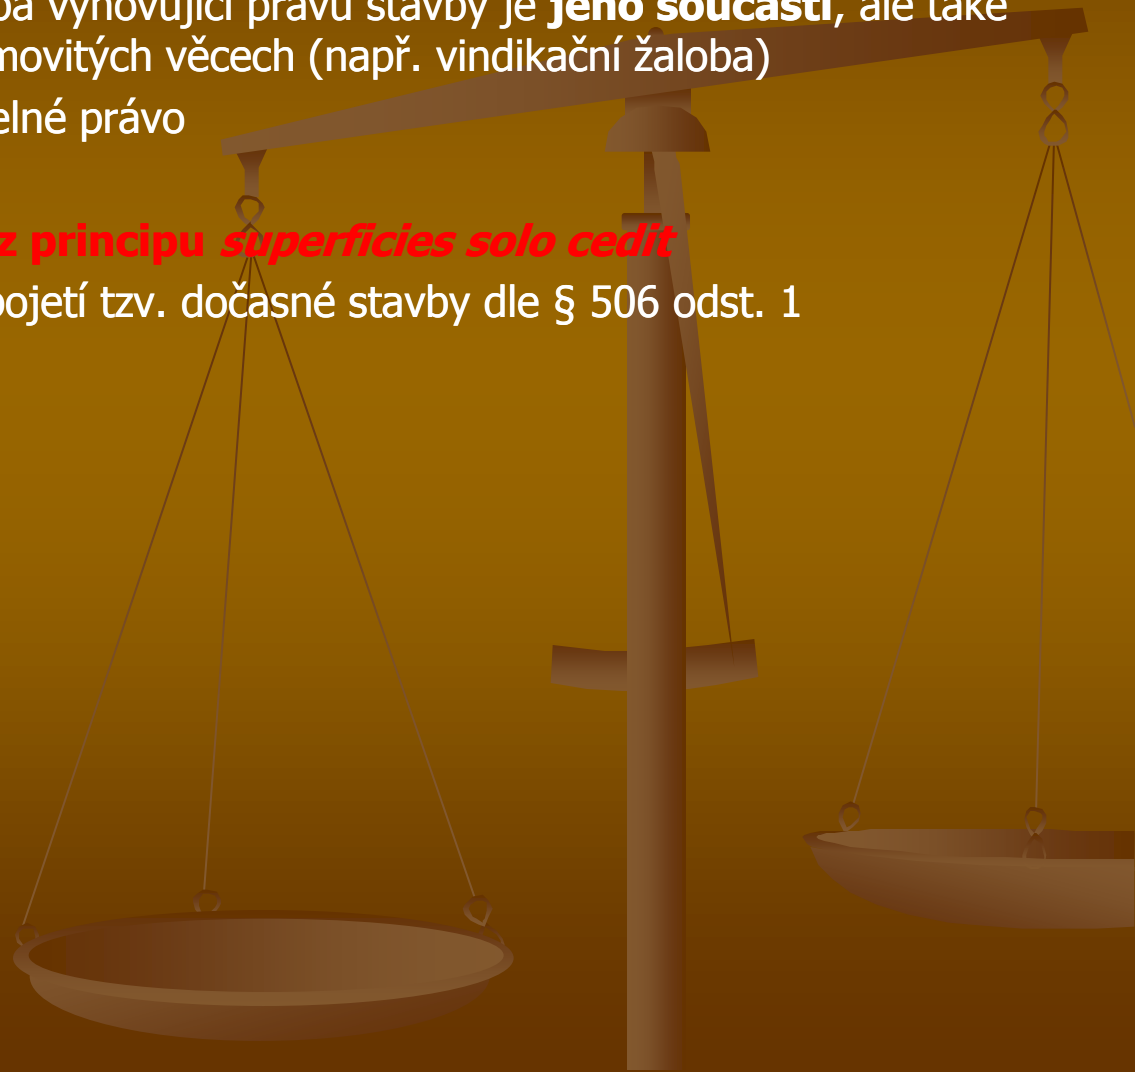 vyhovující právu stavby je jeho součástí, ale také
movitých věcech (např. vindikační žaloba)
elné právo
z principu superficies solo cedit
pojetí tzv. dočasné stavby dle § 506 odst. 1